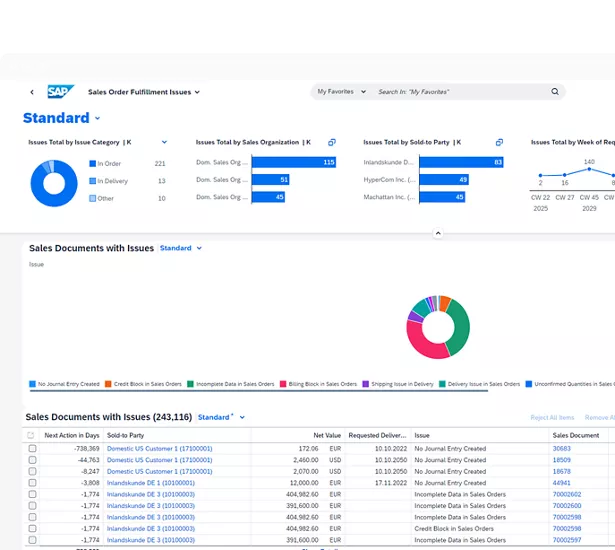 SAP Sales Order Fulfillment Issues My Favorites Search In: "My Favorites"
Standard
Issues Total by Issue Category | K Issues Total by Sales Organization | K Issues Total by Sold-to Party | K Issues Total by Week of Req
In Order 221
In Delivery 13
Other 10
Dom. Sales Org ... 115
Dom. Sales Org ... 51
Dom. Sales Org ... 45
Inlandskunde D... 83
HyperCom Inc. (... 49
Machattan Inc. (... 45
140
2 16 8
CW 22 CW 27 CW 45 CW
2025 2029
Sales Documents with Issues Standard
Issue
No Journal Entry Created Credit Block in Sales Orders Incomplete Data in Sales Orders Billing Block in Sales Orders Shipping Issue in Delivery Delivery Issue in Sales Orders Unconfirmed Quantities in Sales
Sales Documents with Issues (243,116) Standard * Reject All Items Remove Al
Next Action in Days Sold-to Party Net Value Requested Deliver... Issue Sales Document
-738,369 Domestic US Customer 1 (17100001) 172.06 EUR 10.10.2022 No Journal Entry Created 30683
-44,763 Domestic US Customer 1 (17100001) 2,460.00 USD 10.10.2050 No Journal Entry Created 18509
-8,247 Domestic US Customer 1 (17100001) 2,070.00 USD 10.10.2050 No Journal Entry Created 18678
-3,808 Inlandskunde DE 1 (10100001) 12,000.00 EUR 17.11.2022 No Journal Entry Created 44941
-1,774 Inlandskunde DE 3 (10100003) 404,982.60 EUR Incomplete Data in Sales Orders 70002602
-1,774 Inlandskunde DE 3 (10100003) 391,600.00 EUR Incomplete Data in Sales Orders 70002600
-1,774 Inlandskunde DE 3 (10100003) 404,982.60 EUR Incomplete Data in Sales Orders 70002598
-1,774 Inlandskunde DE 3 (10100003) 404,982.60 EUR Credit Block in Sales Orders 70002598
-1,774 Inlandskunde DE 3 (10100003) 391,600.00 EUR Incomplete Data in Sales Orders 70002597